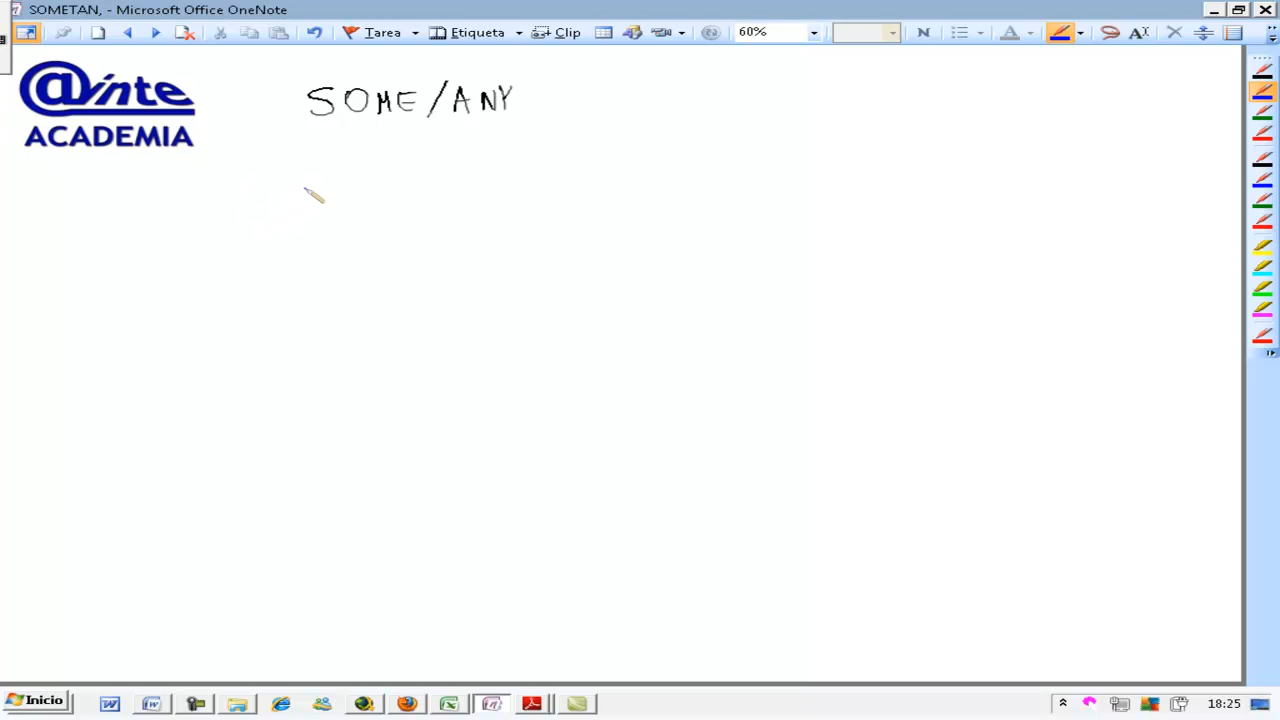 SOMETAN, - Microsoft Office OneNote
Tarea Etiqueta Clip 60% N A
@inte
ACADEMIA
SOME/ANY
Inicio 18:25